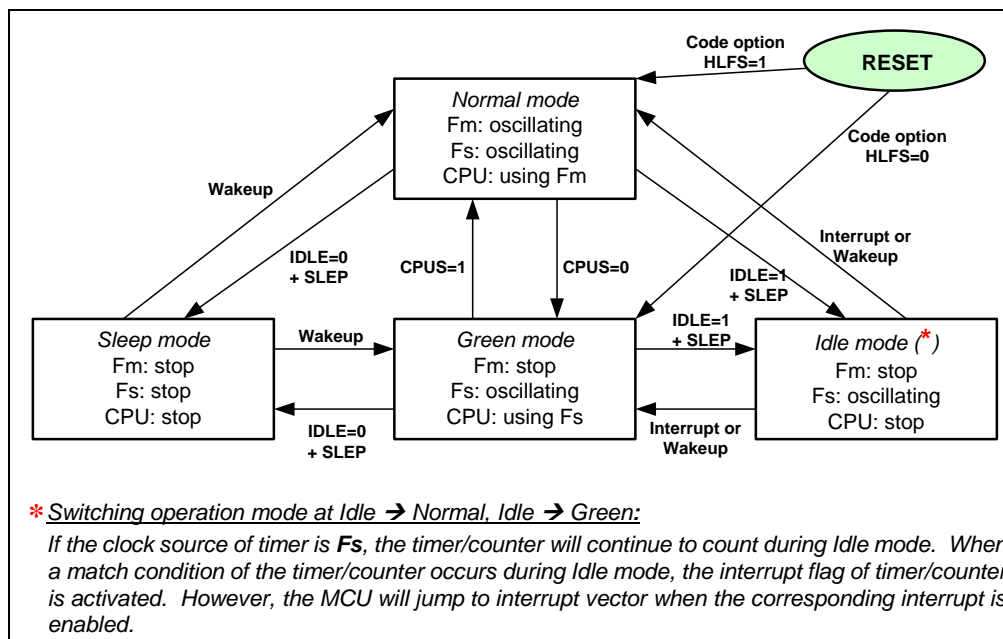 Code option
HLFS=1
RESET
Normal mode
Fm: oscillating
Fs: oscillating
CPU: using Fm
Code option
HLFS=0
Wakeup
IDLE=0
+ SLEP
CPUS=1
CPUS=0
IDLE=1
+ SLEP
Interrupt or
Wakeup
Sleep mode
Fm: stop
Fs: stop
CPU: stop
Wakeup
IDLE=0
+ SLEP
Green mode
Fm: stop
Fs: oscillating
CPU: using Fs
IDLE=1
+ SLEP
Interrupt or
Wakeup
Idle mode (*)
Fm: stop
Fs: oscillating
CPU: stop
* Switching operation mode at Idle → Normal, Idle → Green:
If the clock source of timer is Fs, the timer/counter will continue to count during Idle mode. When
a match condition of the timer/counter occurs during Idle mode, the interrupt flag of timer/counter
is activated. However, the MCU will jump to interrupt vector when the corresponding interrupt is
enabled.